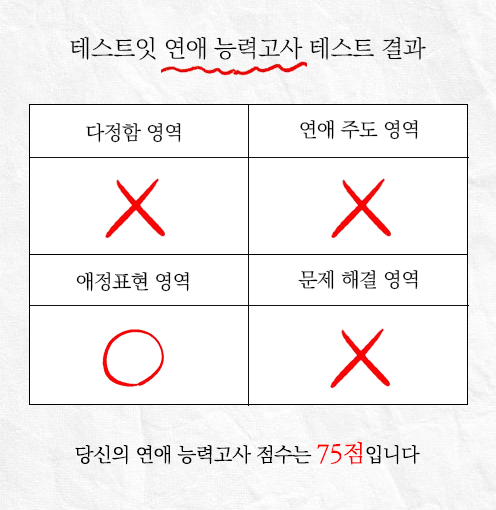 테스트잇 연애 능력고사 테스트 결과
다정함 영역
연애 주도 영역
애정표현 영역
문제 해결 영역
당신의 연애 능력고사 점수는 75점입니다